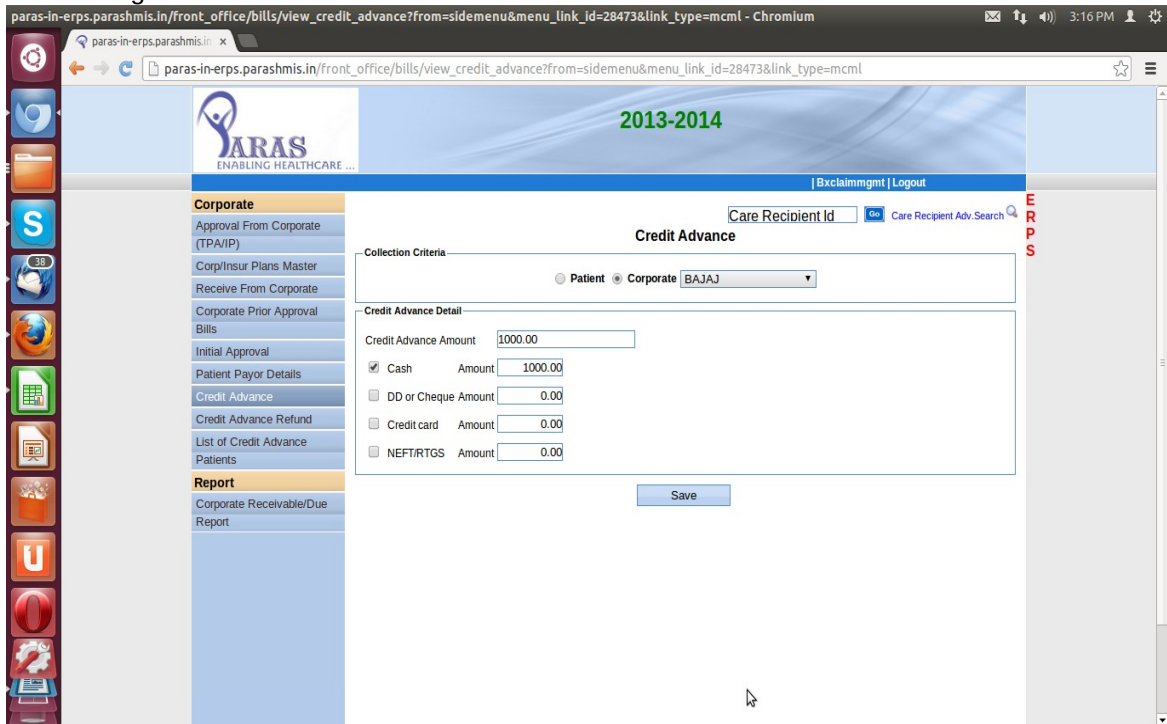 paras-in-erps.parashmis.in/front_office/bills/view_credit_advance?from=sidemenu&menu_link_id=28473&link_type=mcml - Chromium
3:16 PM
paras-in-erps.parashmis.in
paras-in-erps.parashmis.in/front_office/bills/view_credit_advance?from=sidemenu&menu_link_id=28473&link_type=mcml
PARAS
ENABLING HEALTHCARE ...
2013-2014
| Bxclaimmgmt | Logout
Corporate
Approval From Corporate
(TPA/IP)
Corp/Insur Plans Master
Receive From Corporate
Corporate Prior Approval
Bills
Initial Approval
Patient Payor Details
Credit Advance
Credit Advance Refund
List of Credit Advance
Patients
Report
Corporate Receivable/Due
Report
Care Recipient Id Go Care Recipient Adv.Search
Credit Advance
Collection Criteria
Patient Corporate BAJAJ
Credit Advance Detail
Credit Advance Amount 1000.00
Cash Amount 1000.00
DD or Cheque Amount 0.00
Credit card Amount 0.00
NEFT/RTGS Amount 0.00
Save
E
R
P
S
38